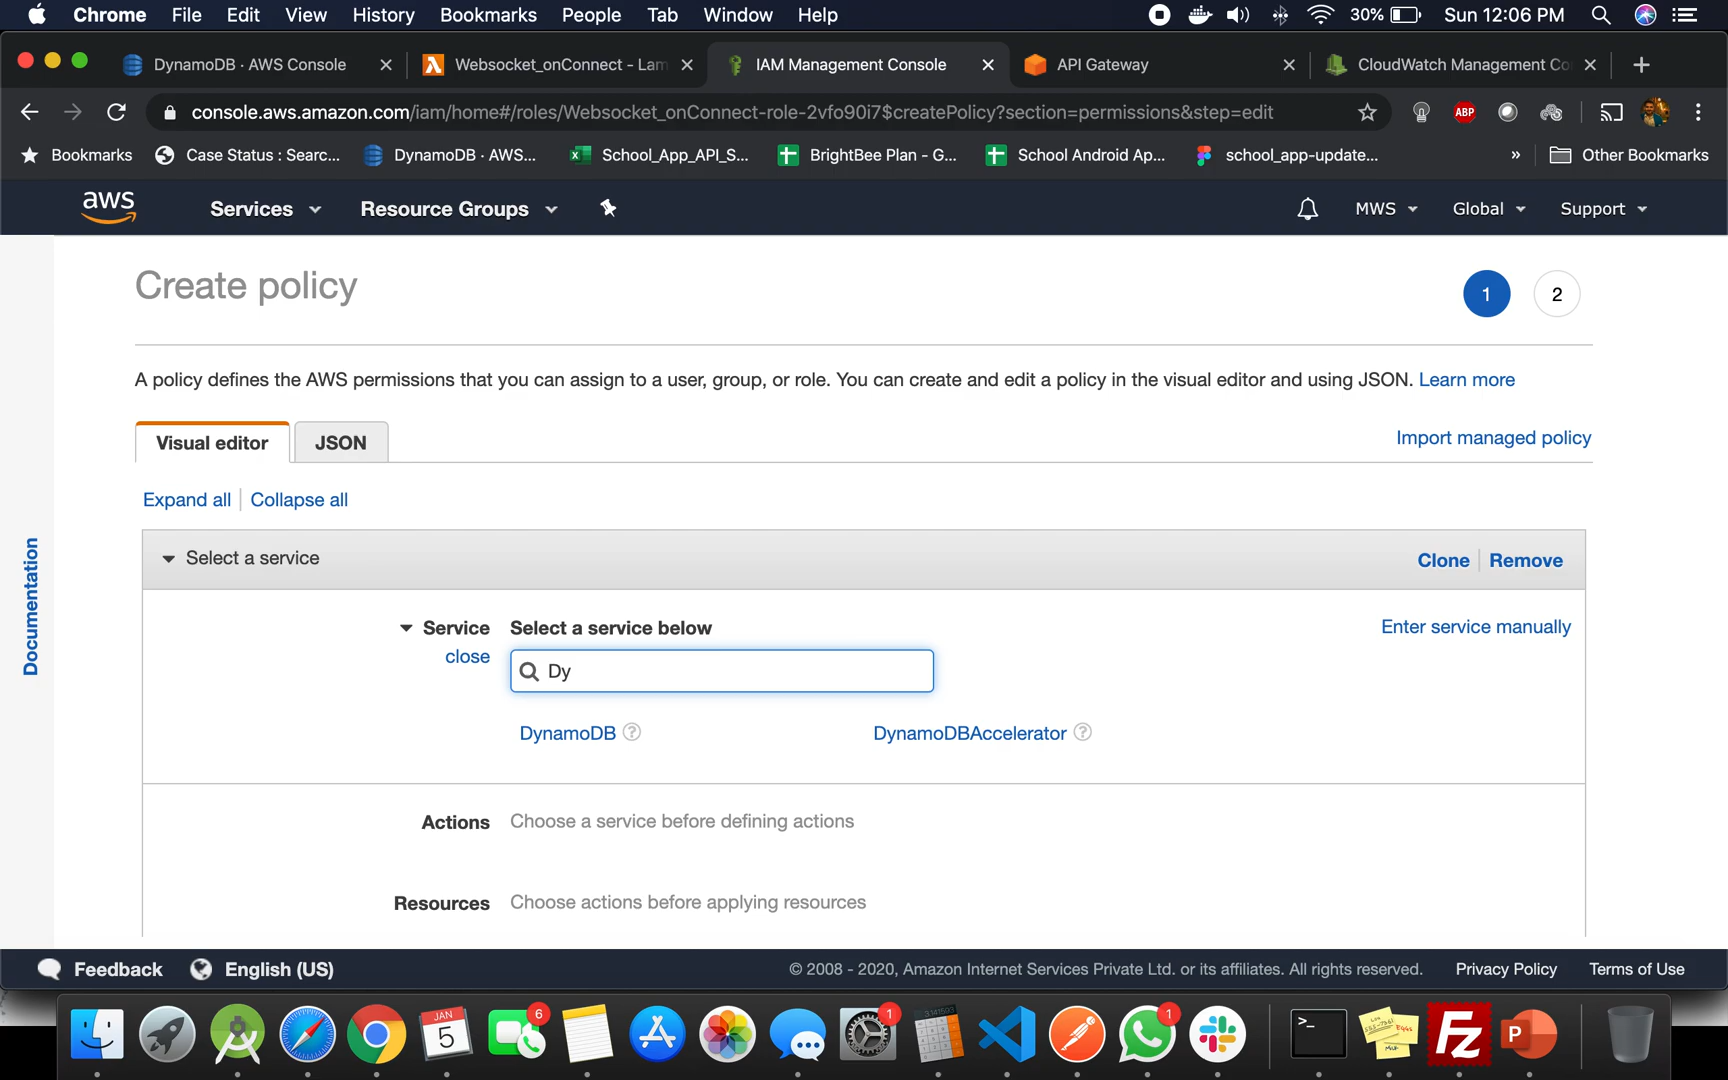 Chrome File Edit View History Bookmarks People Tab Window Help 30% Sun 12:06 PM
DynamoDB · AWS Console Websocket_onConnect - Lam IAM Management Console API Gateway CloudWatch Management Co
console.aws.amazon.com/iam/home#/roles/Websocket_onConnect-role-2vfo90i7$createPolicy?section=permissions&step=edit ABP
Bookmarks Case Status : Searc... DynamoDB · AWS... School_App_API_S... BrightBee Plan - G... School Android Ap... school_app-update... » Other Bookmarks
aws Services Resource Groups MWS Global Support
Create policy 1 2
A policy defines the AWS permissions that you can assign to a user, group, or role. You can create and edit a policy in the visual editor and using JSON. Learn more
Visual editor JSON Import managed policy
Expand all Collapse all
Select a service Clone Remove
Service Select a service below Enter service manually
close Dy
DynamoDB ? DynamoDBAccelerator ?
Actions Choose a service before defining actions
Resources Choose actions before applying resources
Documentation
Feedback English (US) © 2008 - 2020, Amazon Internet Services Private Ltd. or its affiliates. All rights reserved. Privacy Policy Terms of Use
JAN 5 6 1 1 >_ Fz P